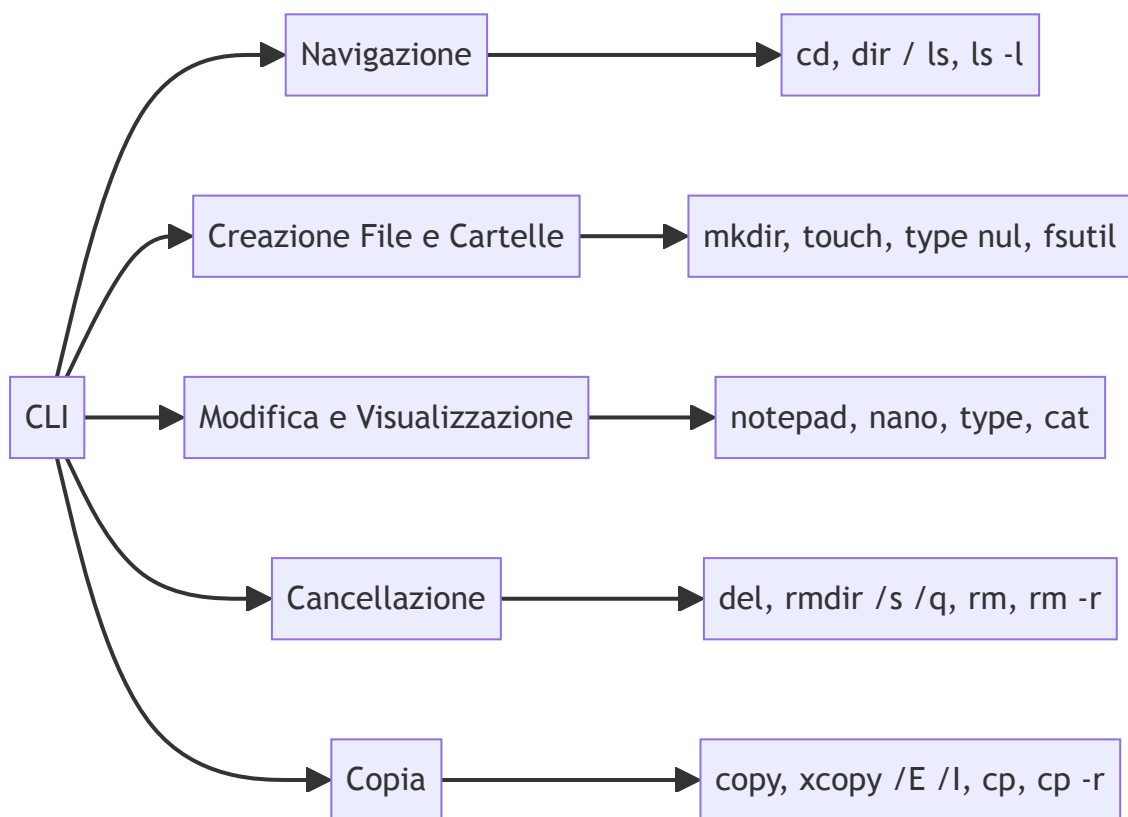 Navigazione
cd, dir / ls, ls -l
Creazione File e Cartelle
mkdir, touch, type nul, fsutil
CLI
Modifica e Visualizzazione
notepad, nano, type, cat
Cancellazione
del, rmdir /s /q, rm, rm -r
Copia
copy, xcopy /E /I, cp, cp -r